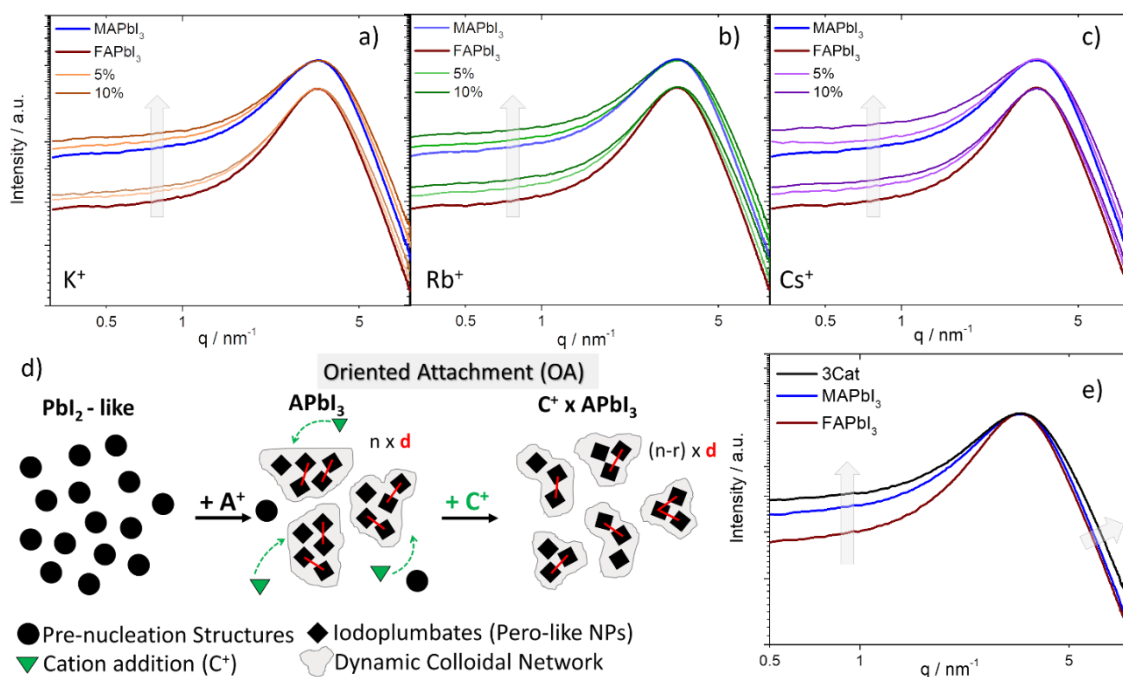 MAPbI₃
FAPbI₃
5%
10%
a)
Intensity / a.u.
K⁺
0.5
1
5
q / nm⁻¹
MAPbI₃
FAPbI₃
5%
10%
b)
Rb⁺
0.5
1
5
q / nm⁻¹
MAPbI₃
FAPbI₃
5%
10%
c)
Cs⁺
0.5
1
5
q / nm⁻¹
d)
Oriented Attachment (OA)
PbI₂ - like
APbI₃
C⁺ x APbI₃
n x d
(n-r) x d
+ A⁺
+ C⁺
Pre-nucleation Structures
Iodoplumbates (Pero-like NPs)
Cation addition (C⁺)
Dynamic Colloidal Network
3Cat
MAPbI₃
FAPbI₃
e)
Intensity / a.u.
0.5
1
5
q / nm⁻¹